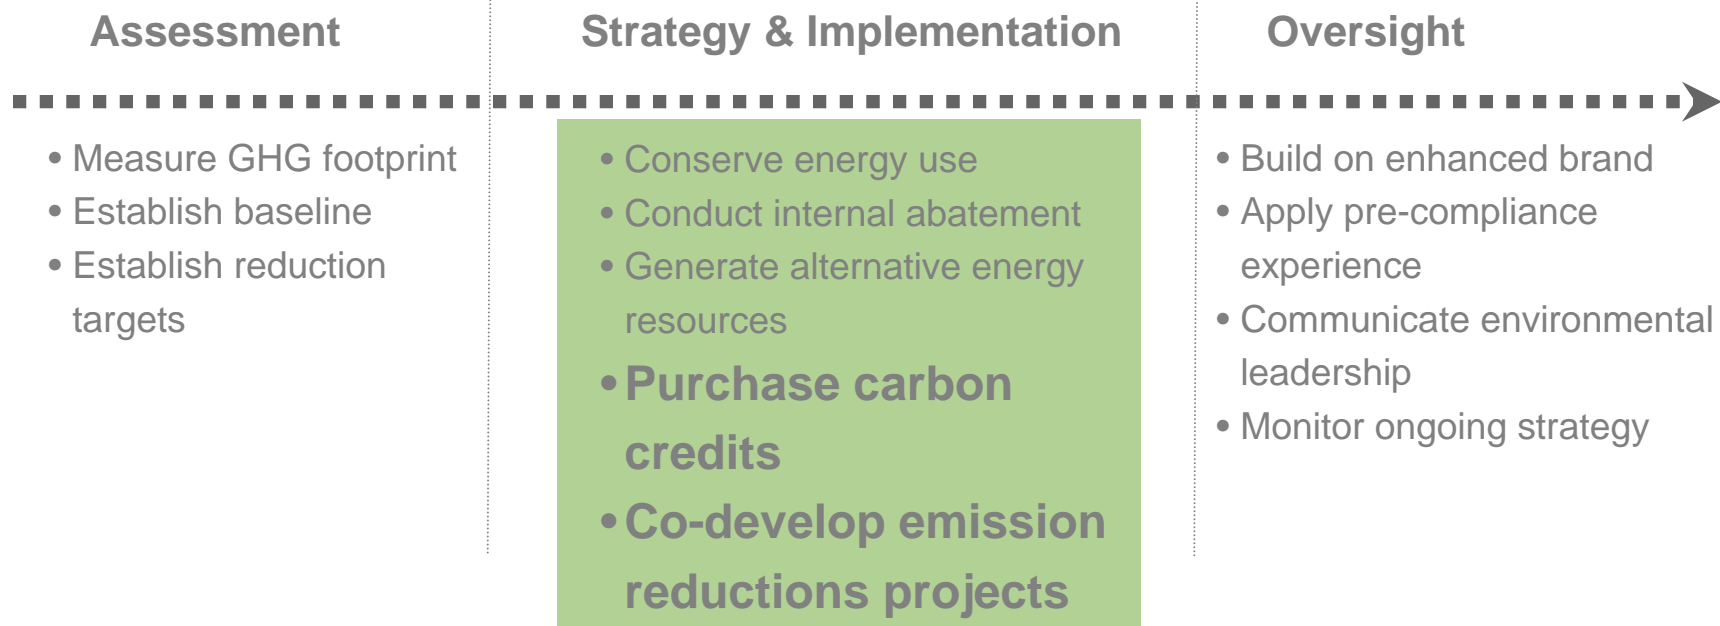 Assessment
Strategy & Implementation
Oversight
• Measure GHG footprint
• Establish baseline
• Establish reduction
targets
• Conserve energy use
• Conduct internal abatement
• Generate alternative energy
resources
• Purchase carbon
credits
• Co-develop emission
reductions projects
• Build on enhanced brand
• Apply pre-compliance
experience
• Communicate environmental
leadership
• Monitor ongoing strategy